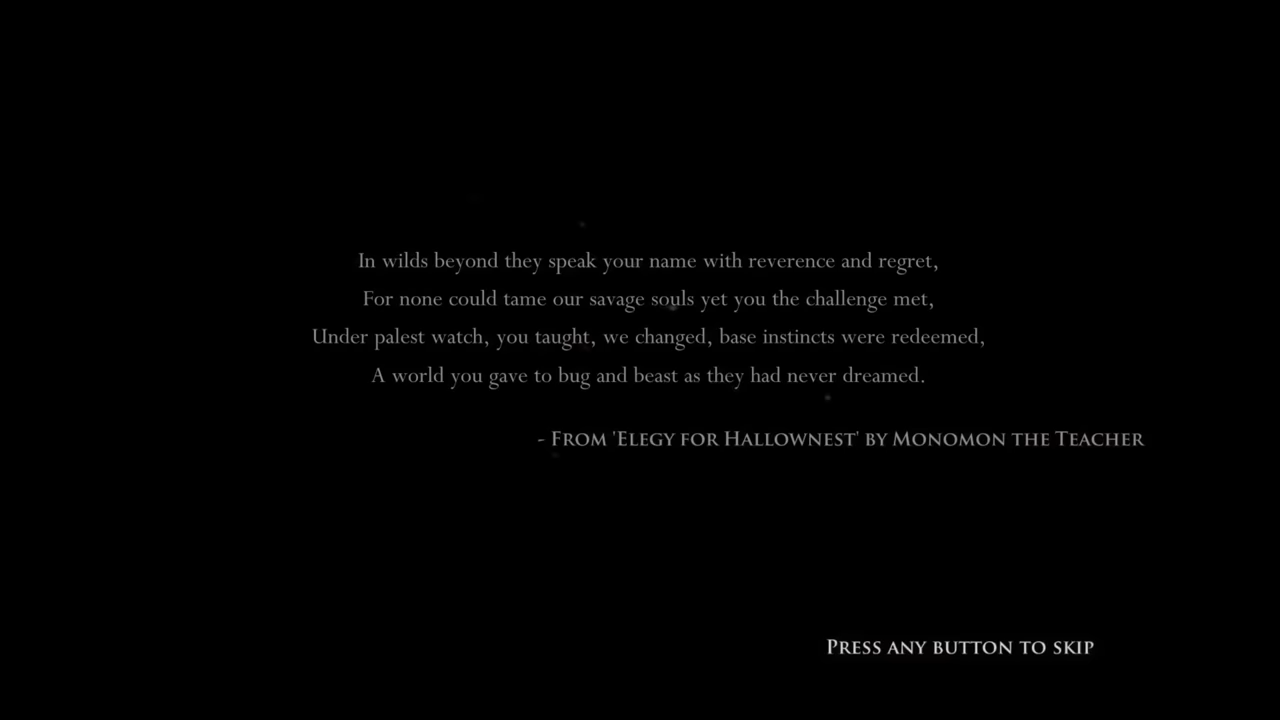 In wilds beyond they speak your name with reverence and regret,
For none could tame our savage souls yet you the challenge met,
Under palest watch, you taught, we changed, base instincts were redeemed,
A world you gave to bug and beast as they had never dreamed.
- From 'Elegy for Hallownest' by Monomon the Teacher
Press any button to skip